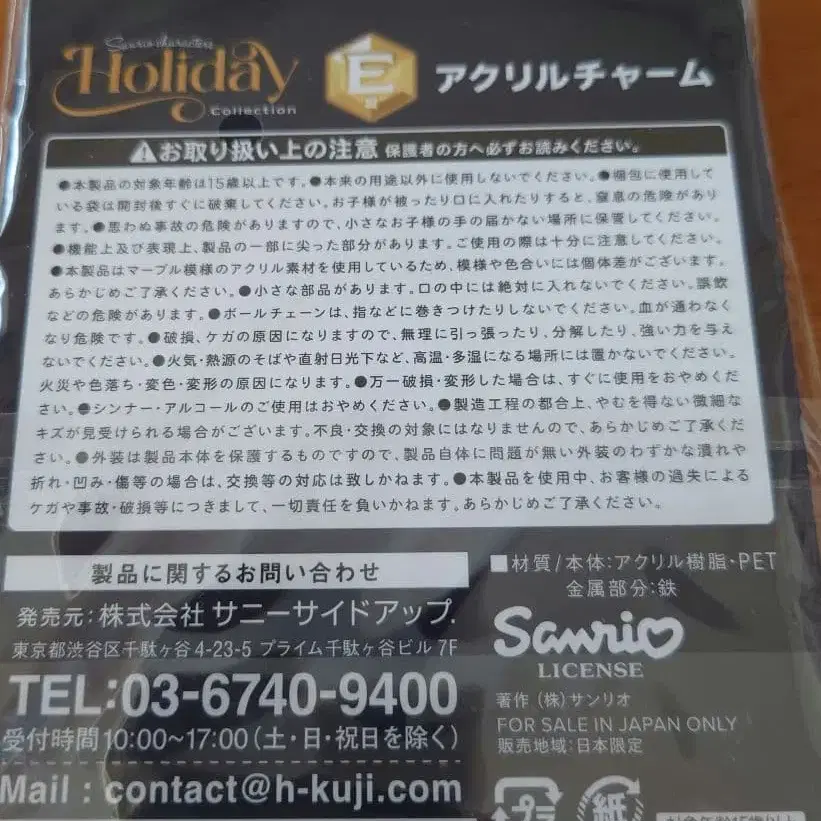 Sanrio characters
Holiday
Collection
E賞
アクリルチャーム
お取り扱い上の注意 保護者の方へ必ずお読みください。
●本製品の対象年齢は15歳以上です。●本来の用途以外に使用しないでください。●梱包に使用して
いる袋は開封後すぐに破棄してください。お子様が被ったり口に入れたりすると、窒息の危険があり
ます。●思わぬ事故の危険がありますので、小さなお子様の手の届かない場所に保管してください。
●機能上及び表現上、製品の一部に尖った部分があります。ご使用の際は十分に注意してください。
●本製品はマーブル模様のアクリル素材を使用しているため、模様や色合いには個体差がございます。
あらかじめご了承ください。●小さな部品があります。口の中には絶対に入れないでください。誤飲
などの危険があります。●ボールチェーンは、指などに巻きつけたりしないでください。血が通わなく
なり危険です。●破損、ケガの原因になりますので、無理に引っ張ったり、分解したり、強い力を与え
ないでください。●火気・熱源のそばや直射日光下など、高温・多湿になる場所には置かないでください。
火災や色落ち・変色・変形の原因になります。●万一破損・変形した場合は、すぐに使用をおやめくだ
さい。●シンナー・アルコールのご使用はおやめください。●製造工程の都合上、やむを得ない微細な
キズが見受けられる場合がございます。不良・交換の対象にはなりませんので、あらかじめご了承くだ
さい。●外装は製品本体を保護するものですので、製品自体に問題が無い外装のわずかな潰れや
折れ・凹み・傷等の場合は、交換等の対応は致しかねます。●本製品を使用中、お客様の過失による
ケガや事故・破損等につきまして、一切責任を負いかねます。あらかじめご了承ください。
製品に関するお問い合わせ
発売元:株式会社 サニーサイドアップ.
東京都渋谷区千駄ヶ谷4-23-5 プライム千駄ヶ谷ビル 7F
TEL:03-6740-9400
受付時間10:00~17:00(土・日・祝日を除く)
Mail : contact@h-kuji.com
■材質/本体:アクリル樹脂・PET
金属部分:鉄
Sanrio
LICENSE
著作 (株)サンリオ
FOR SALE IN JAPAN ONLY
販売地域:日本限定
プラ
紙
対象年齢15歳以上